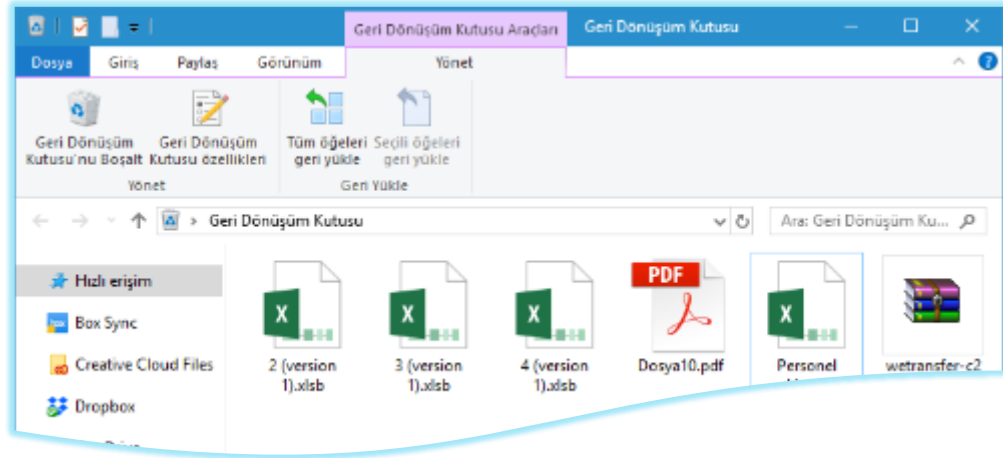 Geri Dönüşüm Kutusu Araçları
Geri Dönüşüm Kutusu
Dosya
Giriş
Paylaş
Görünüm
Yönet
Geri Dönüşüm
Kutusu'nu Boşalt
Geri Dönüşüm
Kutusu özellikleri
Tüm öğeleri
geri yükle
Seçili öğeleri
geri yükle
Yönet
Geri Yükle
Geri Dönüşüm Kutusu
Ara: Geri Dönüşüm Ku...
Hızlı erişim
Box Sync
Creative Cloud Files
Dropbox
2 (version
1).xlsb
3 (version
1).xlsb
4 (version
1).xlsb
PDF
Dosya10.pdf
Personel
wetransfer-c2